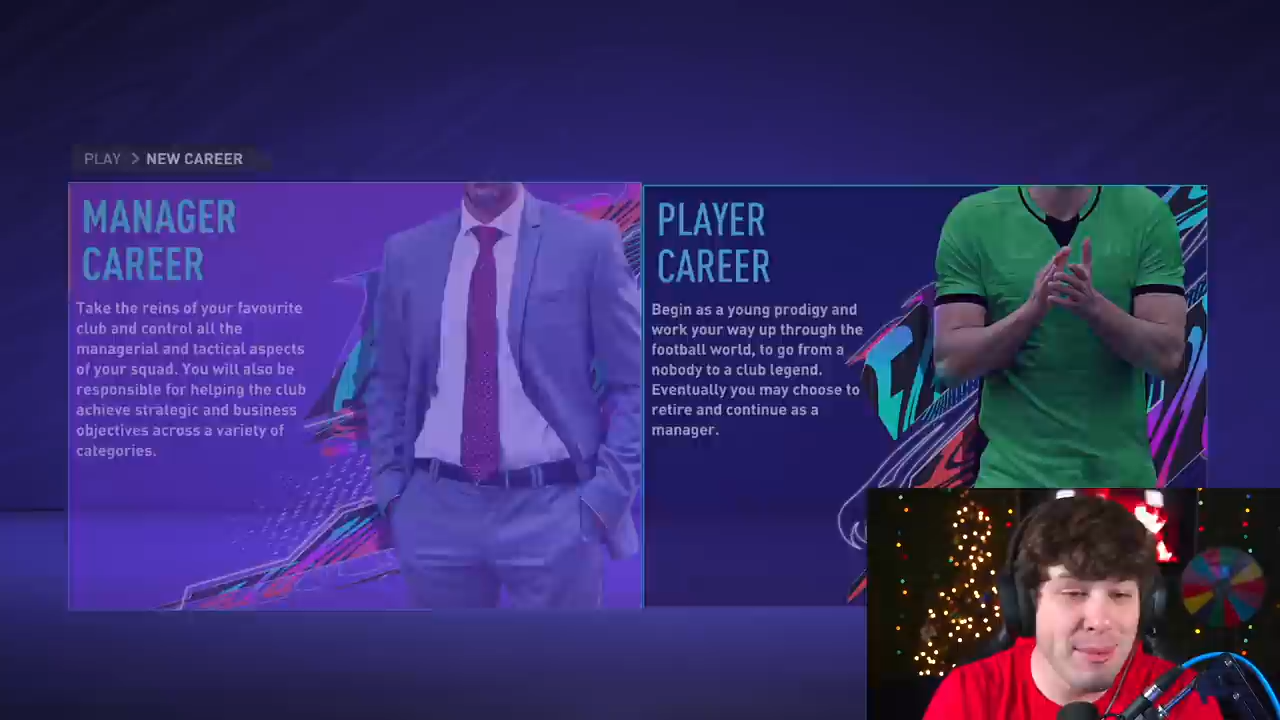 PLAY > NEW CAREER
MANAGER
CAREER
Take the reins of your favourite
club and control all the
managerial and tactical aspects
of your squad. You will also be
responsible for helping the club
achieve strategic and business
objectives across a variety of
categories.
PLAYER
CAREER
Begin as a young prodigy and
work your way up through the
football world, to go from a
nobody to a club legend.
Eventually you may choose to
retire and continue as a
manager.